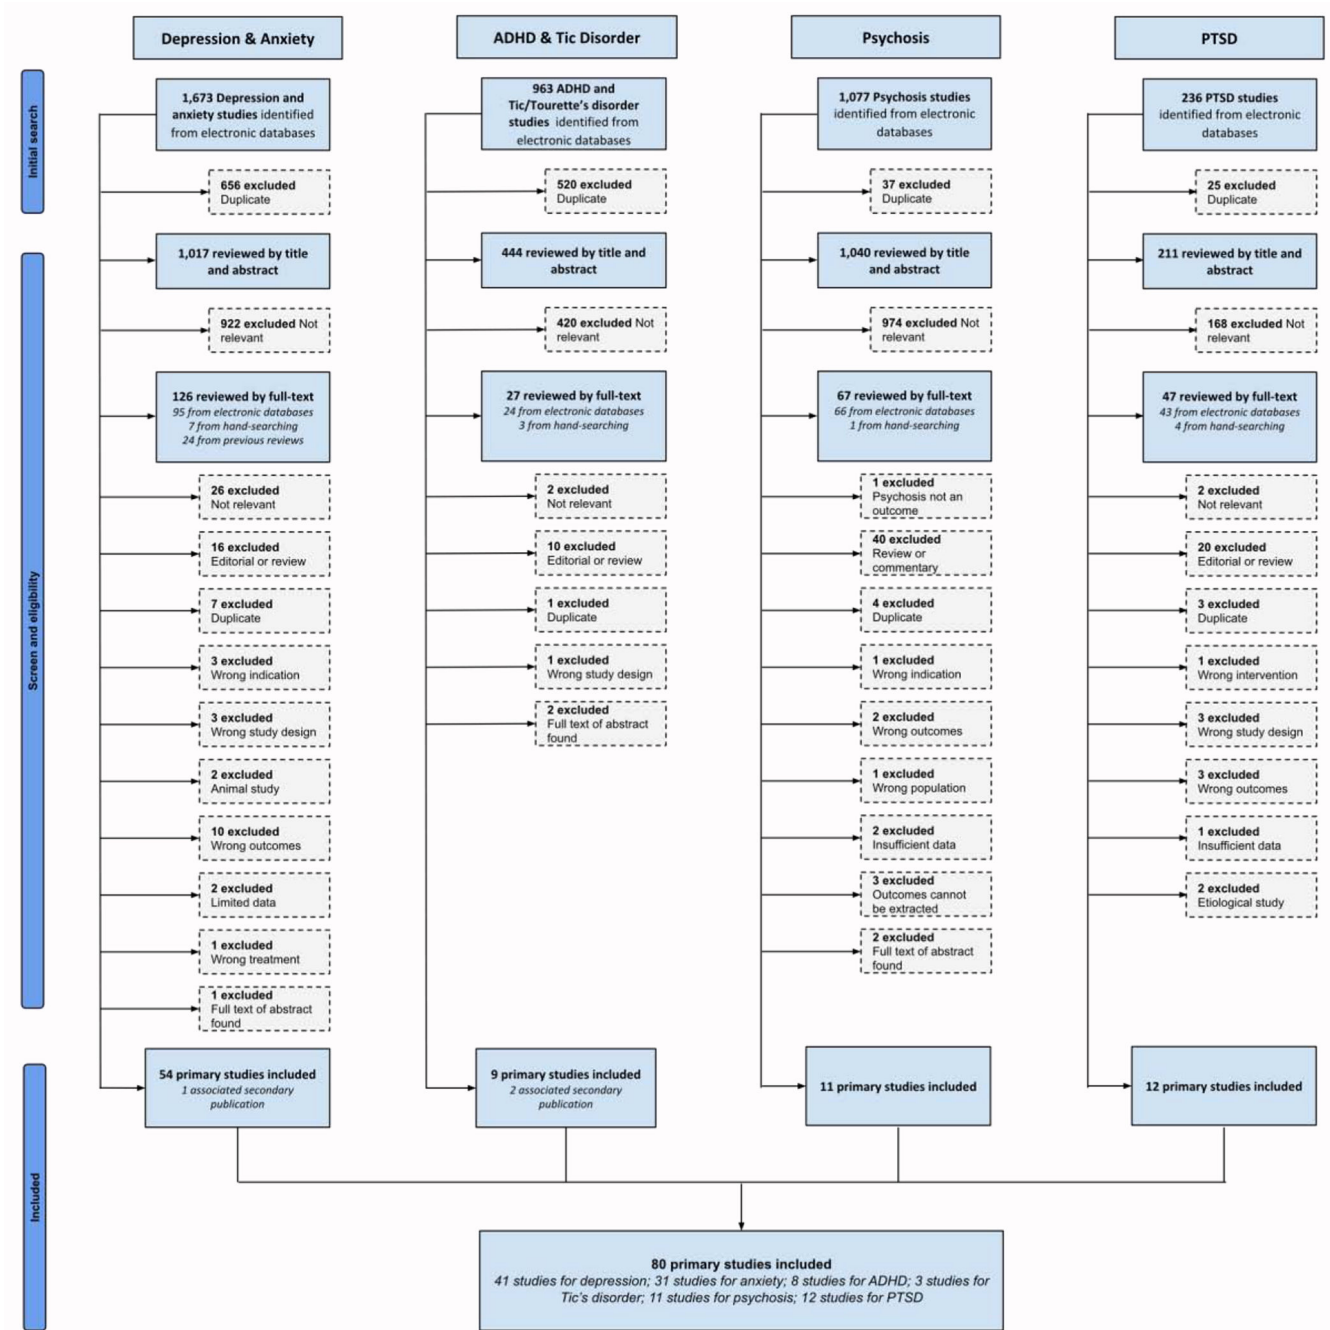 Depression & Anxiety
ADHD & Tic Disorder
Psychosis
PTSD
Initial search
1,673 Depression and
anxiety studies identified
from electronic databases
963 ADHD and
Tic/Tourette's disorder
studies identified from
electronic databases
1,077 Psychosis studies
identified from electronic
databases
236 PTSD studies
identified from electronic
databases
656 excluded
Duplicate
520 excluded
Duplicate
37 excluded
Duplicate
25 excluded
Duplicate
Screen and eligibility
1,017 reviewed by title
and abstract
444 reviewed by title and
abstract
1,040 reviewed by title
and abstract
211 reviewed by title and
abstract
922 excluded Not
relevant
420 excluded Not
relevant
974 excluded Not
relevant
168 excluded Not
relevant
126 reviewed by full-text
95 from electronic databases
7 from hand-searching
24 from previous reviews
27 reviewed by full-text
24 from electronic databases
3 from hand-searching
67 reviewed by full-text
66 from electronic databases
1 from hand-searching
47 reviewed by full-text
43 from electronic databases
4 from hand-searching
26 excluded
Not relevant
2 excluded
Not relevant
1 excluded
Psychosis not an
outcome
2 excluded
Not relevant
16 excluded
Editorial or review
10 excluded
Editorial or review
40 excluded
Review or
commentary
20 excluded
Editorial or review
7 excluded
Duplicate
1 excluded
Duplicate
4 excluded
Duplicate
3 excluded
Duplicate
3 excluded
Wrong indication
1 excluded
Wrong study design
1 excluded
Wrong indication
1 excluded
Wrong intervention
3 excluded
Wrong study design
2 excluded
Full text of abstract
found
2 excluded
Wrong outcomes
3 excluded
Wrong study design
2 excluded
Animal study
1 excluded
Wrong population
3 excluded
Wrong outcomes
10 excluded
Wrong outcomes
2 excluded
Insufficient data
1 excluded
Insufficient data
2 excluded
Limited data
3 excluded
Outcomes cannot
be extracted
2 excluded
Etiological study
1 excluded
Wrong treatment
2 excluded
Full text of abstract
found
1 excluded
Full text of abstract
found
Included
54 primary studies included
1 associated secondary
publication
9 primary studies included
2 associated secondary
publication
11 primary studies included
12 primary studies included
80 primary studies included
41 studies for depression; 31 studies for anxiety; 8 studies for ADHD; 3 studies for
Tic's disorder; 11 studies for psychosis; 12 studies for PTSD